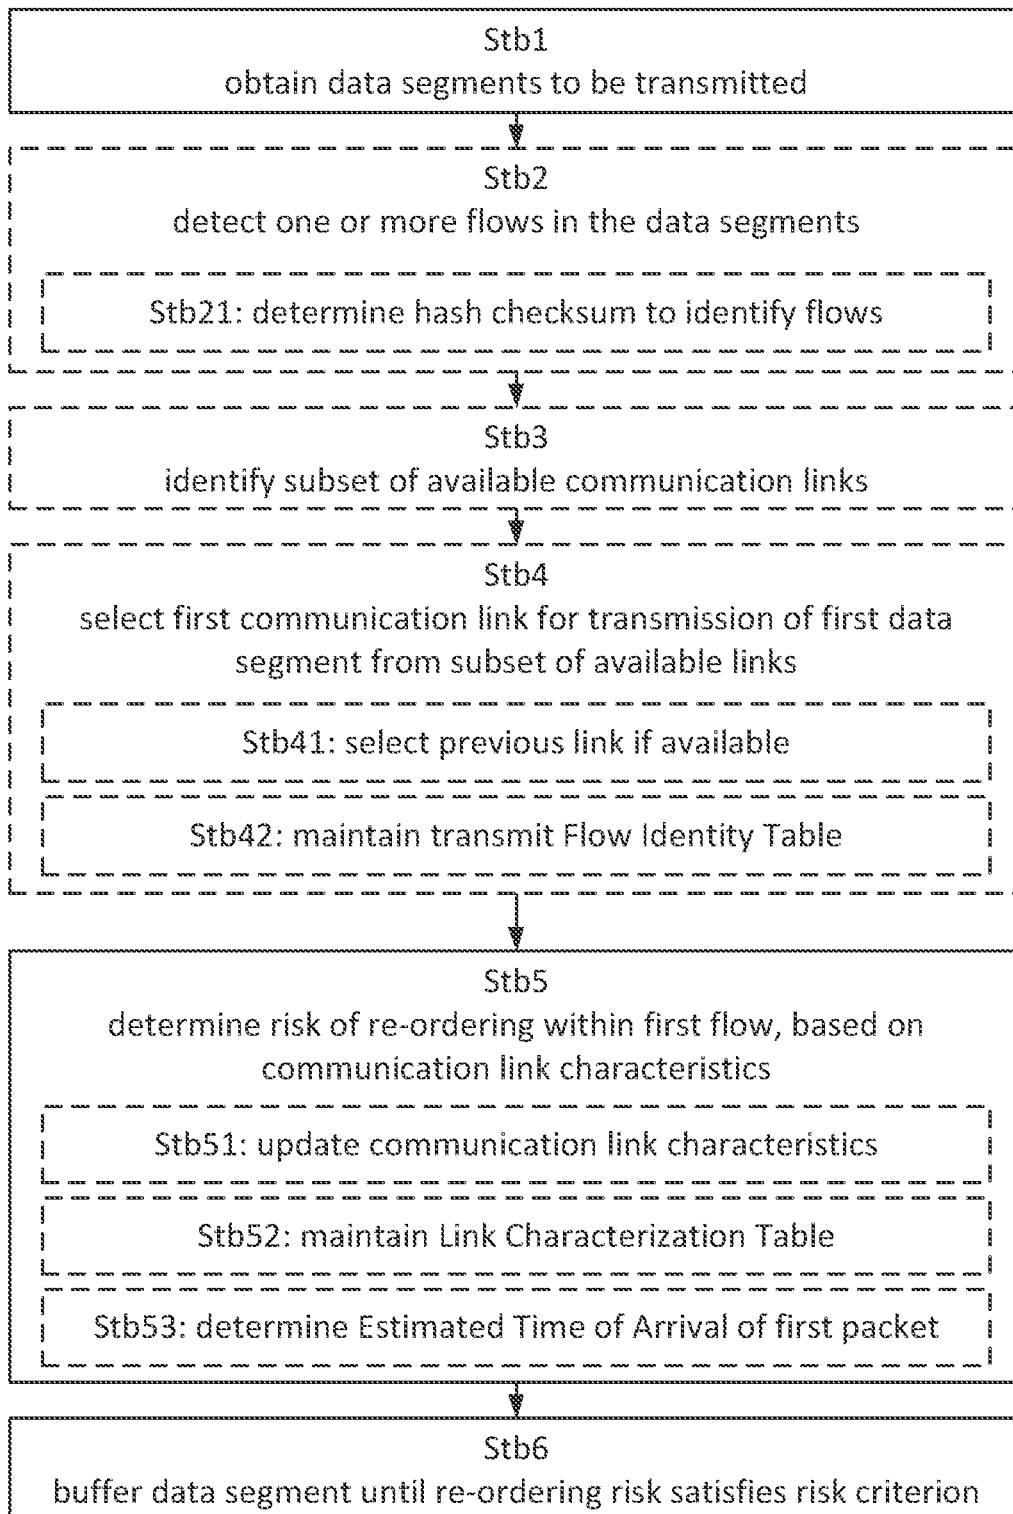 Stb1
obtain data segments to be transmitted
Stb2
detect one or more flows in the data segments
Stb21: determine hash checksum to identify flows
Stb3
identify subset of available communication links
Stb4
select first communication link for transmission of first data
segment from subset of available links
Stb41: select previous link if available
Stb42: maintain transmit Flow Identity Table
Stb5
determine risk of re-ordering within first flow, based on
communication link characteristics
Stb51: update communication link characteristics
Stb52: maintain Link Characterization Table
Stb53: determine Estimated Time of Arrival of first packet
Stb6
buffer data segment until re-ordering risk satisfies risk criterion